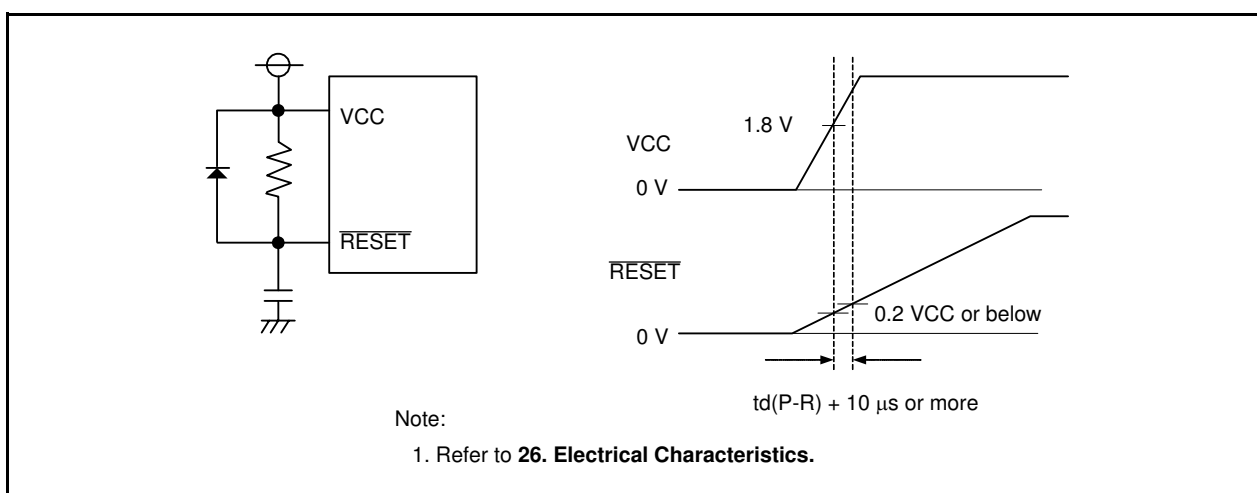 VCC
RESET
1.8 V
VCC
0 V
RESET
0.2 VCC or below
0 V
td(P-R) + 10 μs or more
Note:
1. Refer to 26. Electrical Characteristics.